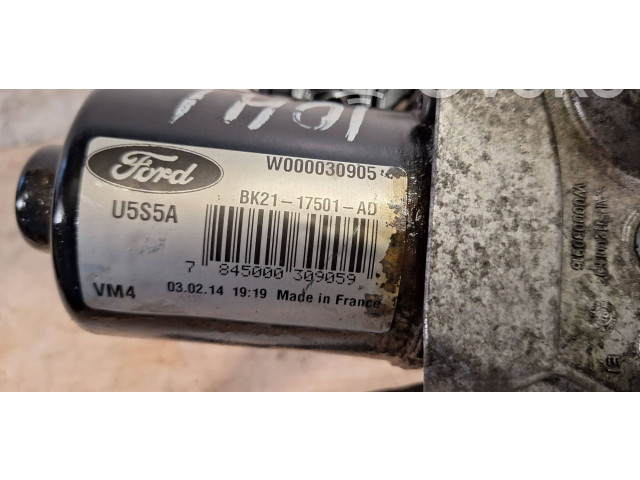 Ford
W000030905
U5S5A
BK21-17501-AD
7 845000 309059
VM4
03.02.14 19:19 Made in France